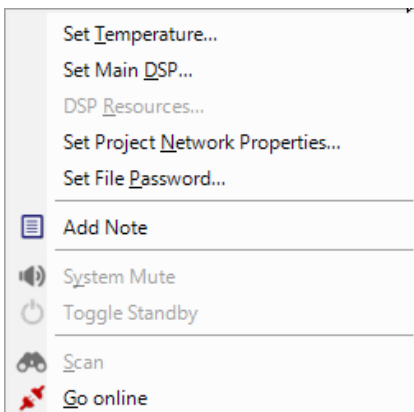 Set Temperature...
Set Main DSP...
DSP Resources...
Set Project Network Properties...
Set File Password...
Add Note
System Mute
Toggle Standby
Scan
Go online